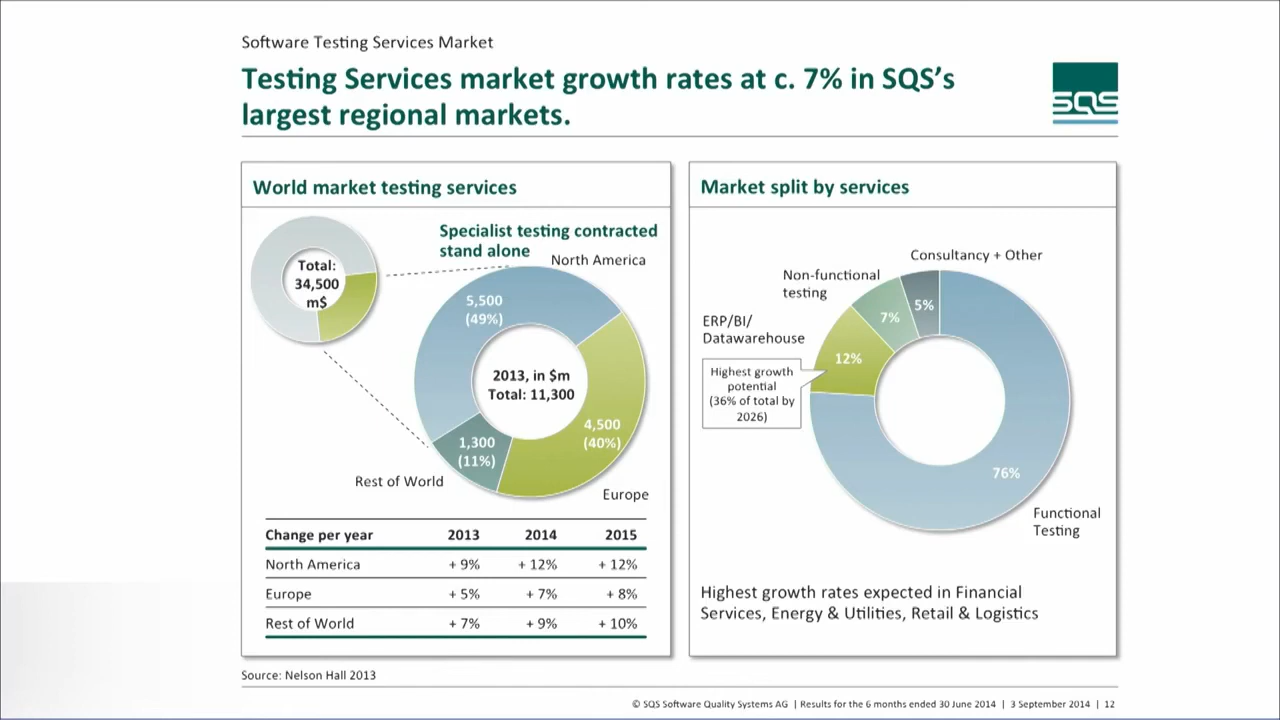 Software Testing Services Market
Testing Services market growth rates at c. 7% in SQS's
largest regional markets.
SQS
World market testing services
Total:
34,500
m$
Specialist testing contracted
stand alone
North America
5,500
(49%)
2013, in $m
Total: 11,300
4,500
(40%)
1,300
(11%)
Rest of World
Europe
Change per year 2013 2014 2015
North America + 9% + 12% + 12%
Europe + 5% + 7% + 8%
Rest of World + 7% + 9% + 10%
Market split by services
Consultancy + Other
Non-functional
testing
5%
7%
ERP/BI/
Datawarehouse
12%
Highest growth
potential
(36% of total by
2026)
76%
Functional
Testing
Highest growth rates expected in Financial
Services, Energy & Utilities, Retail & Logistics
Source: Nelson Hall 2013
© SQS Software Quality Systems AG | Results for the 6 months ended 30 June 2014 | 3 September 2014 | 12